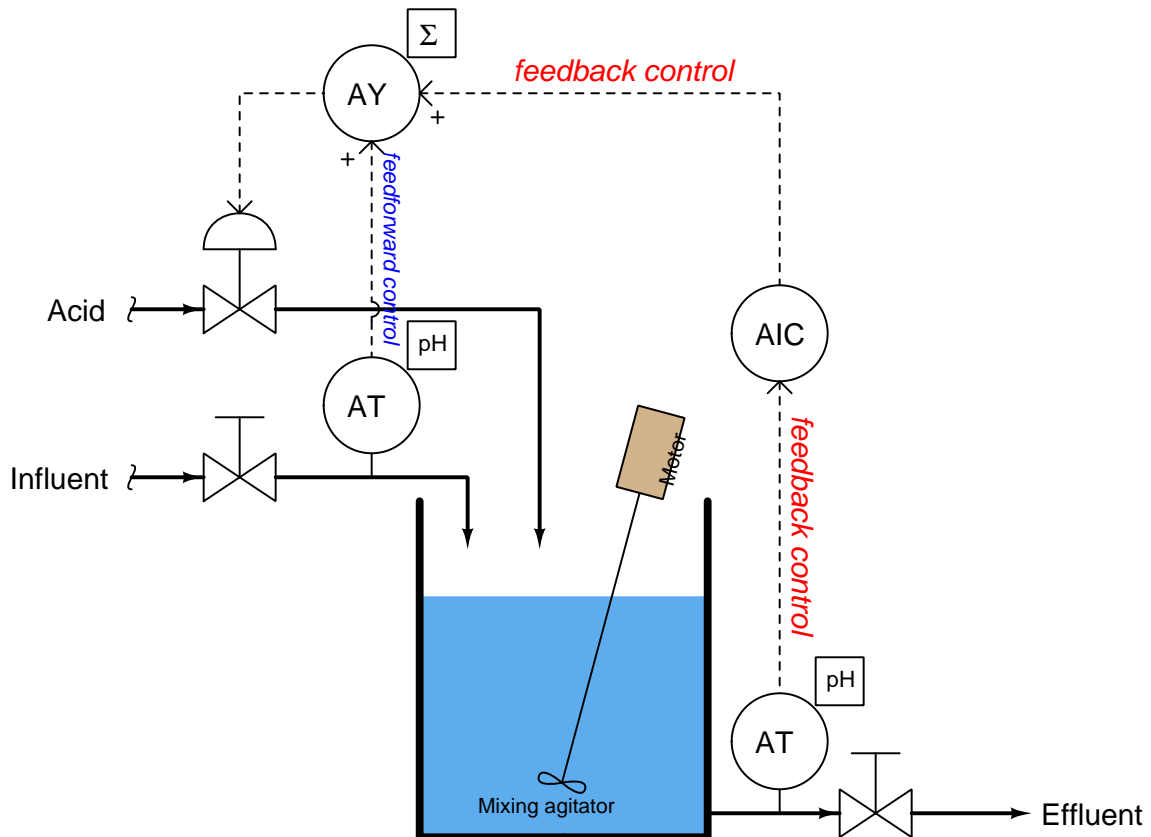 Σ
feedback control
AY
+
+
feedforward control
Acid
pH
AIC
AT
Motor
feedback control
Influent
pH
AT
Mixing agitator
Effluent